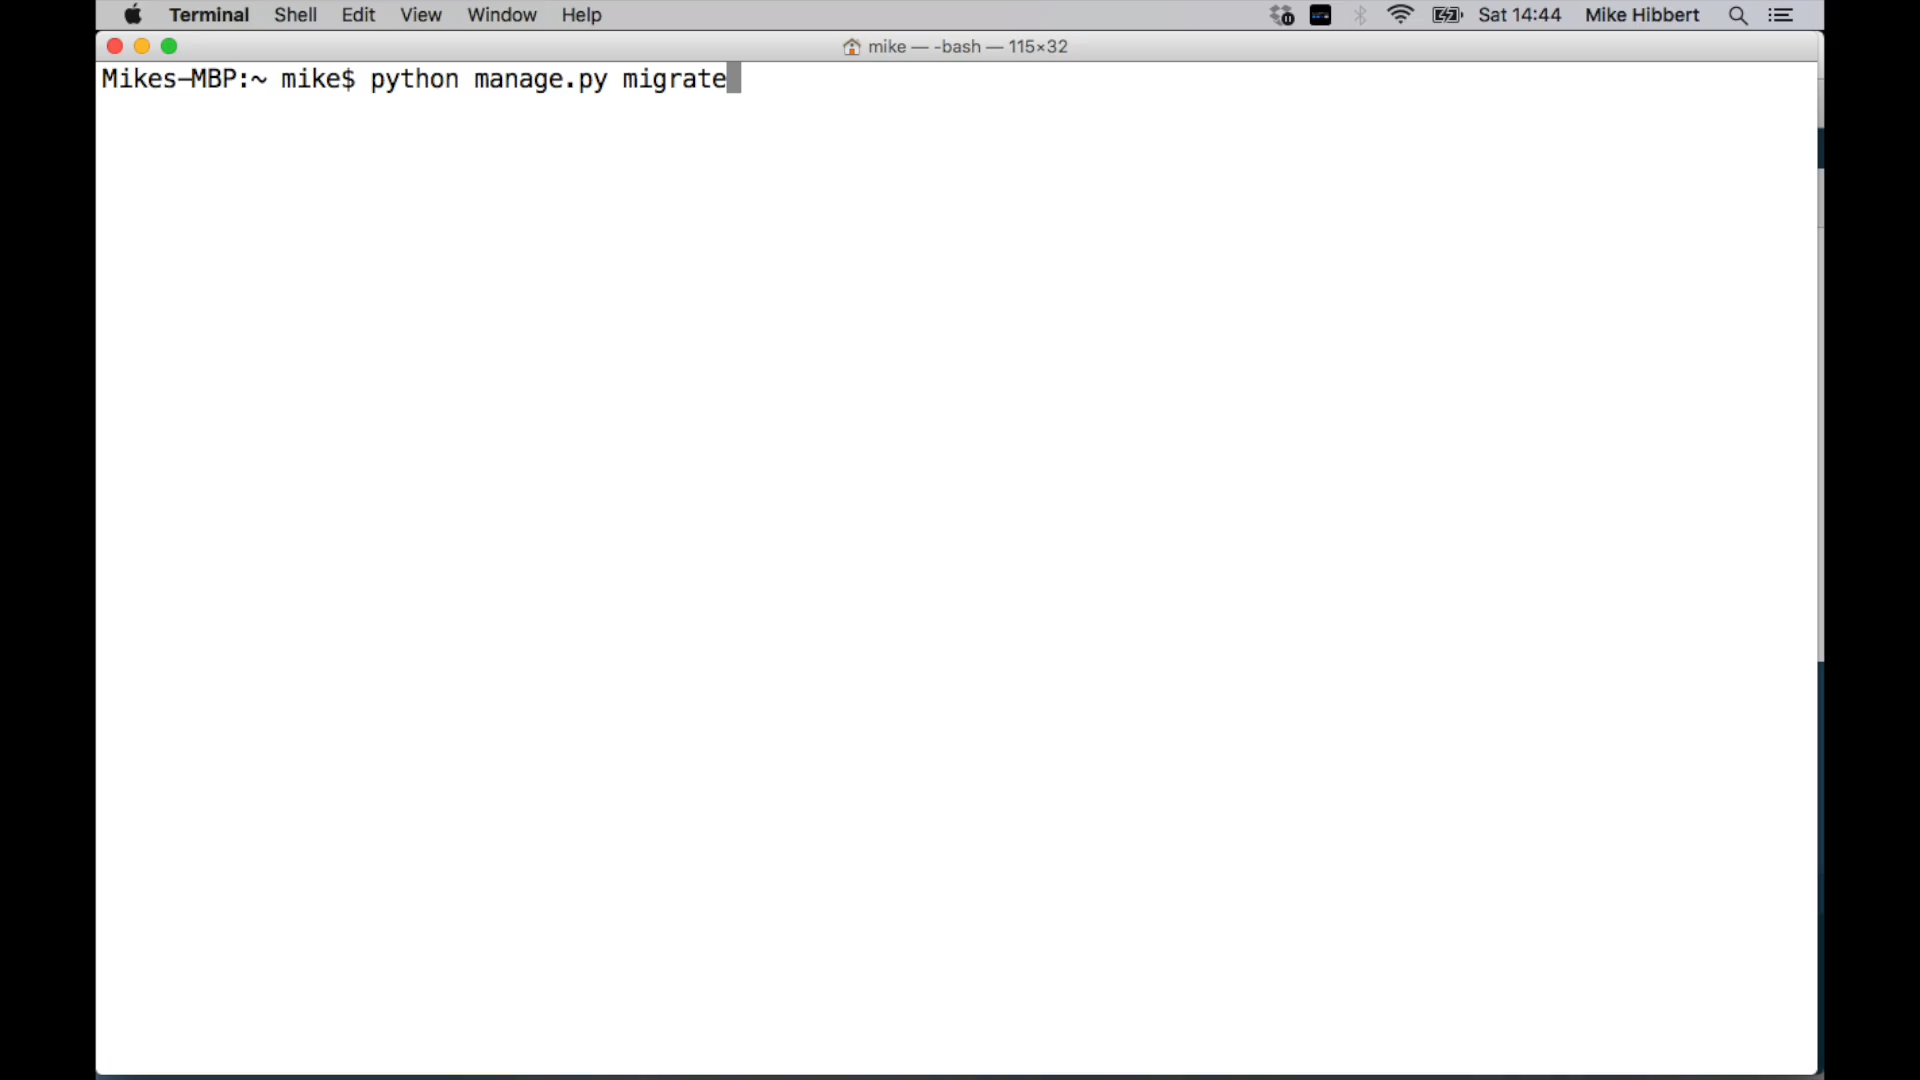 Terminal Shell Edit View Window Help Sat 14:44 Mike Hibbert
mike — -bash — 115×32
Mikes-MBP:~ mike$ python manage.py migrate